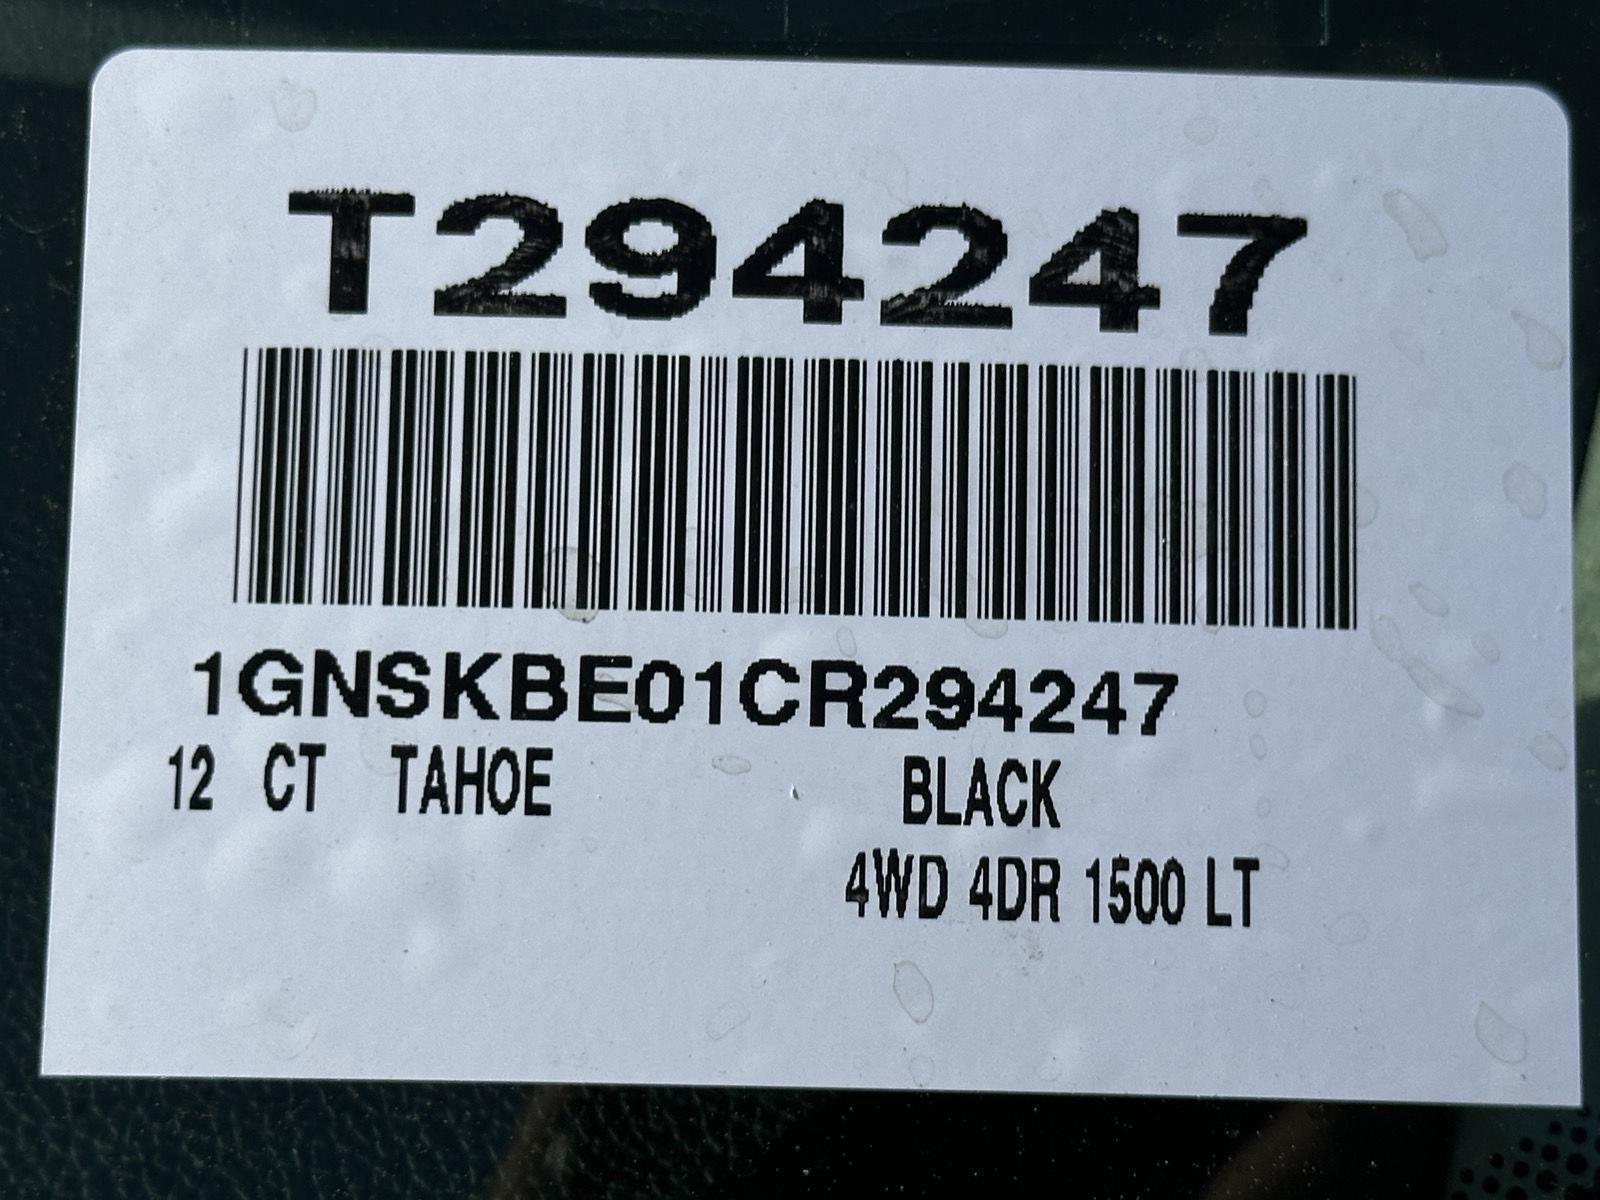 T294247
1GNSKBE01CR294247
12 CT TAHOE BLACK
4WD 4DR 1500 LT